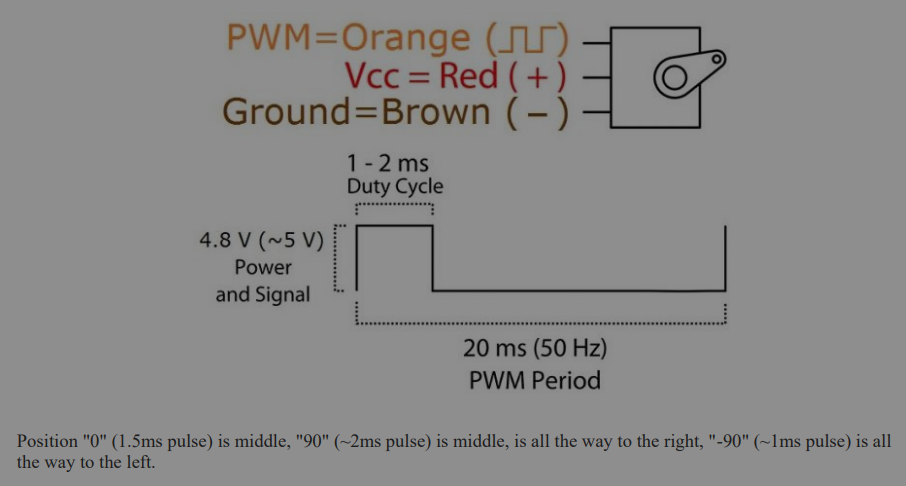 PWM=Orange (⎍⎍)
Vcc = Red ( + )
Ground=Brown ( − )
1 - 2 ms
Duty Cycle
4.8 V (~5 V)
Power
and Signal
20 ms (50 Hz)
PWM Period
Position "0" (1.5ms pulse) is middle, "90" (~2ms pulse) is middle, is all the way to the right, "-90" (~1ms pulse) is all
the way to the left.